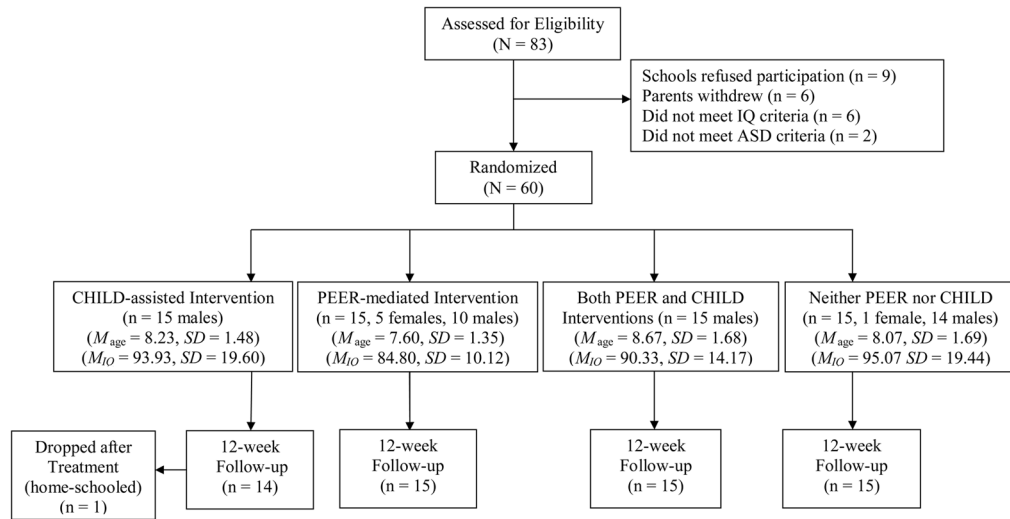 Assessed for Eligibility
(N = 83)
Schools refused participation (n = 9)
Parents withdrew (n = 6)
Did not meet IQ criteria (n = 6)
Did not meet ASD criteria (n = 2)
Randomized
(N = 60)
CHILD-assisted Intervention
(n = 15 males)
(Mage = 8.23, SD = 1.48)
(MIQ = 93.93, SD = 19.60)
PEER-mediated Intervention
(n = 15, 5 females, 10 males)
(Mage = 7.60, SD = 1.35)
(MIQ = 84.80, SD = 10.12)
Both PEER and CHILD
Interventions (n = 15 males)
(Mage = 8.67, SD = 1.68)
(MIQ = 90.33, SD = 14.17)
Neither PEER nor CHILD
(n = 15, 1 female, 14 males)
(Mage = 8.07, SD = 1.69)
(MIQ = 95.07 SD = 19.44)
Dropped after
Treatment
(home-schooled)
(n = 1)
12-week
Follow-up
(n = 14)
12-week
Follow-up
(n = 15)
12-week
Follow-up
(n = 15)
12-week
Follow-up
(n = 15)